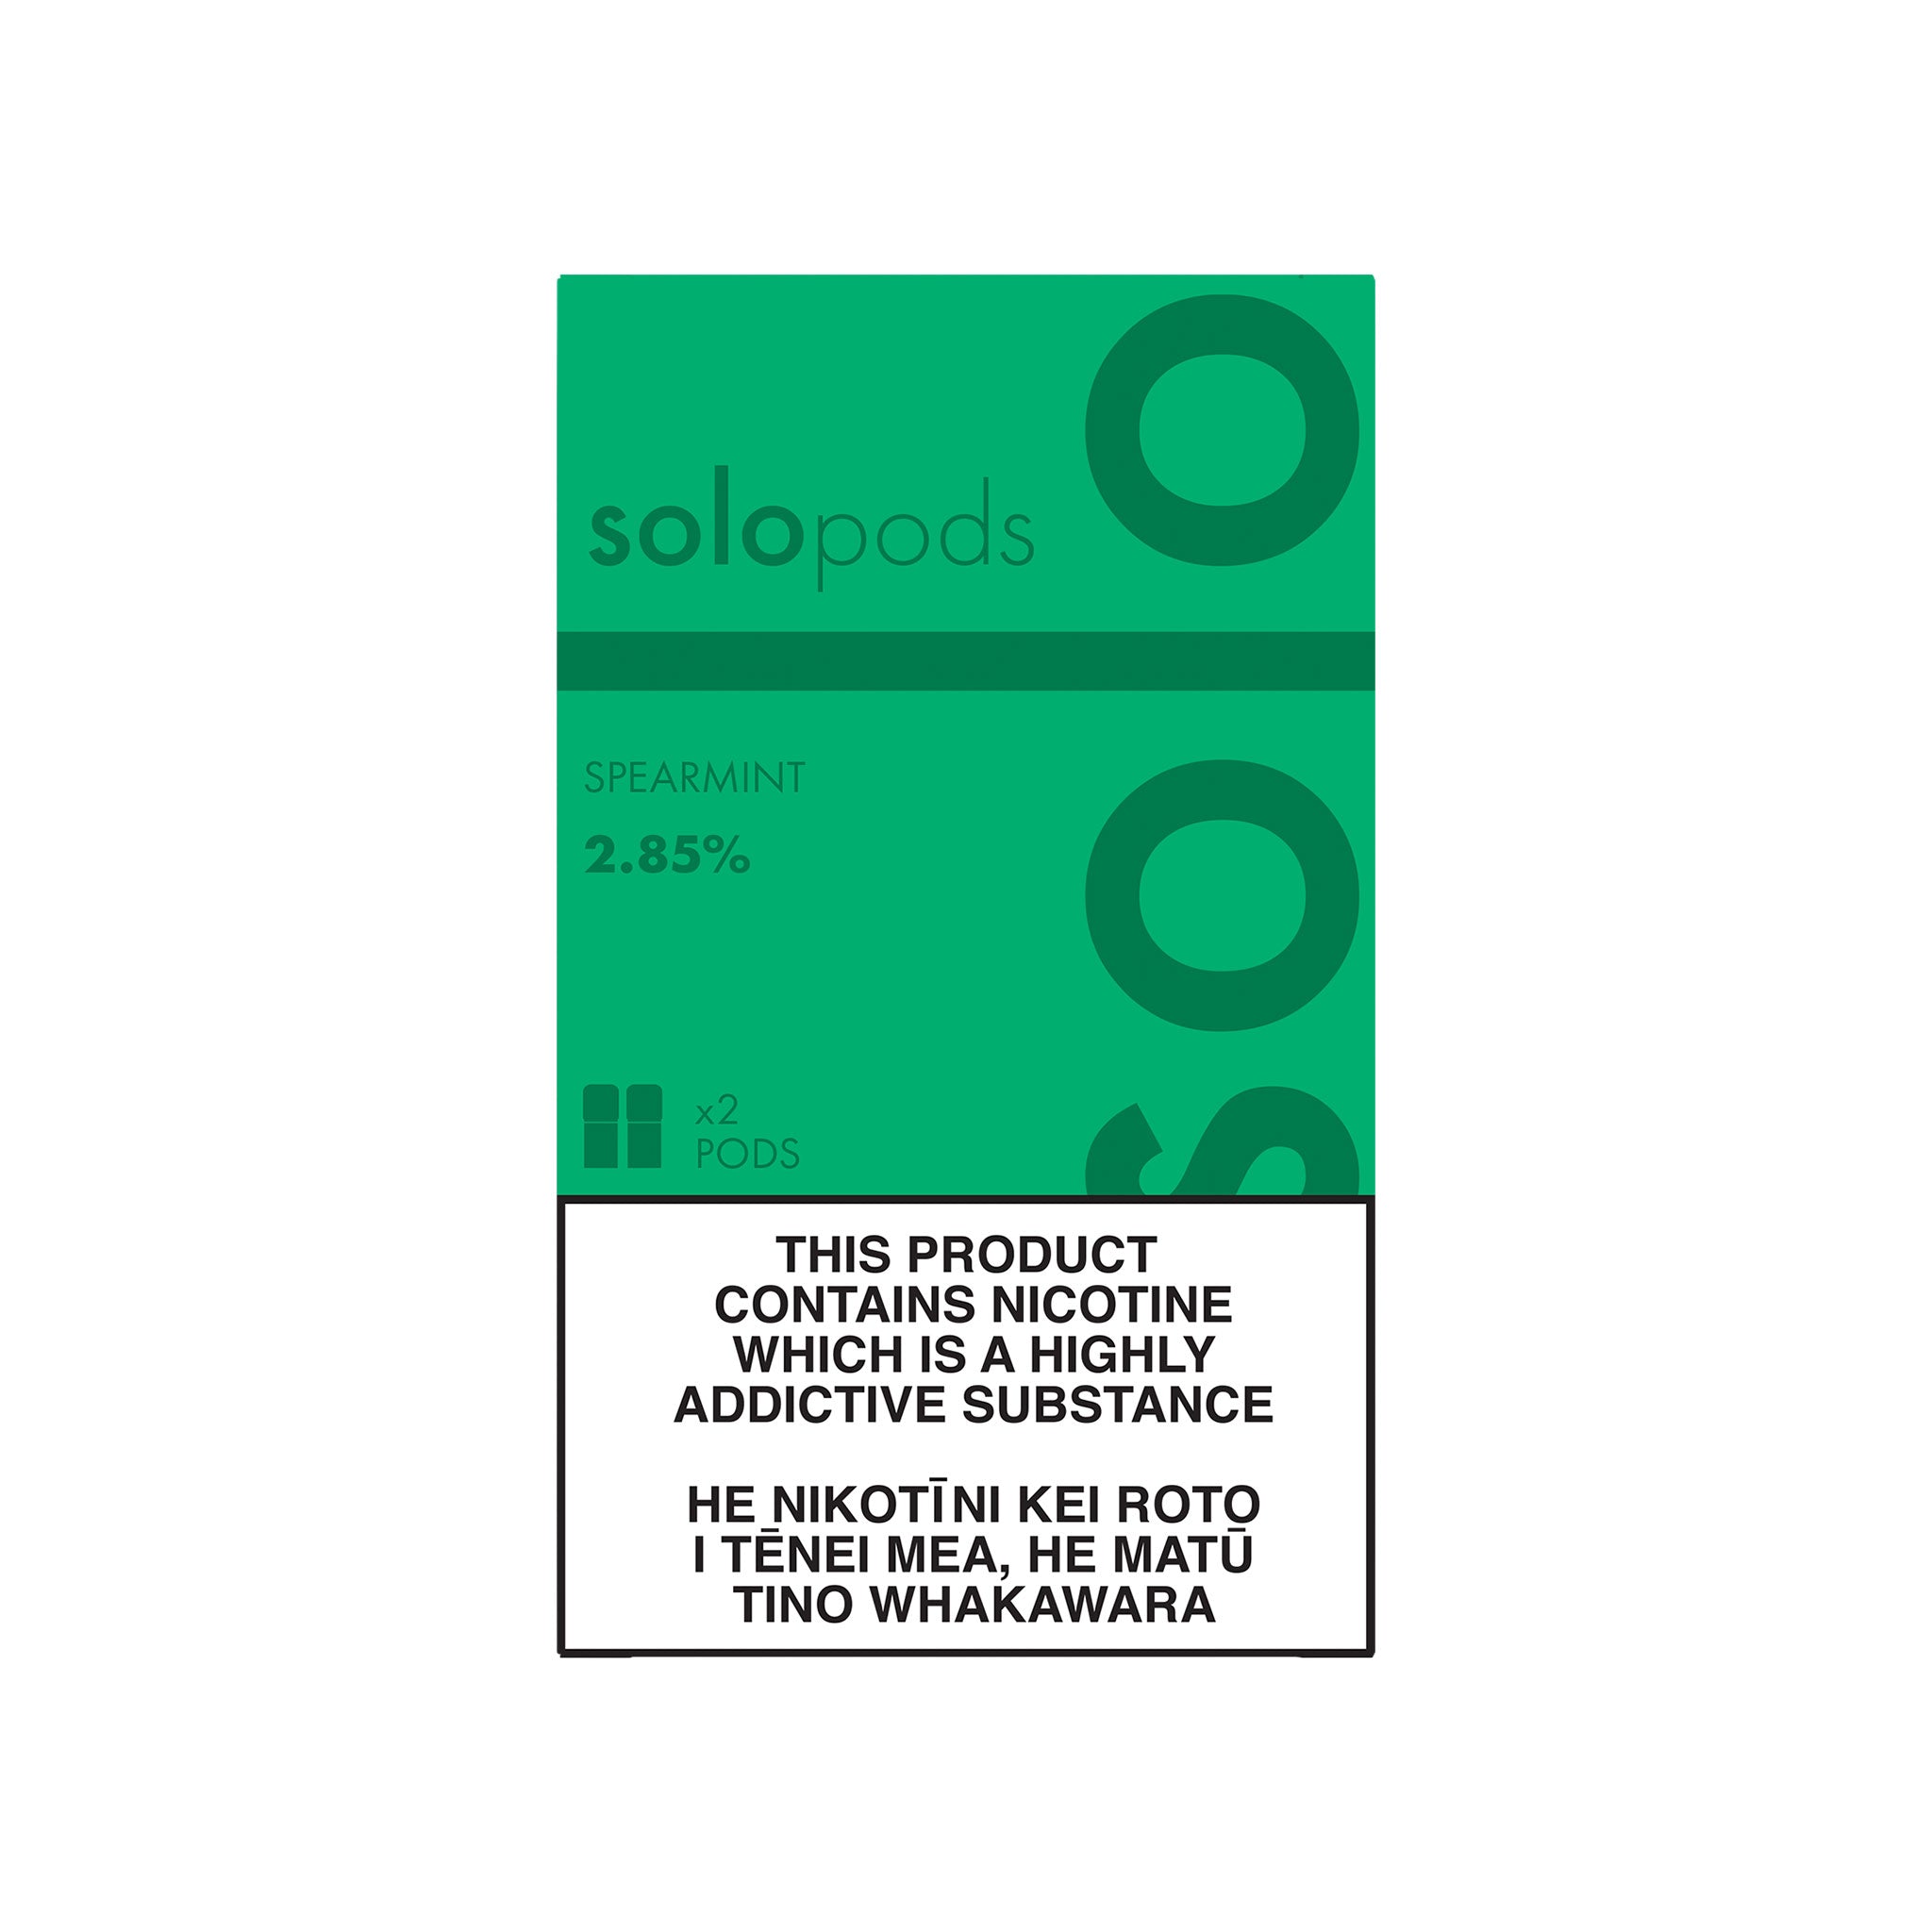 solopods
SPEARMINT
2.85%
x2
PODS
SOLO
THIS PRODUCT
CONTAINS NICOTINE
WHICH IS A HIGHLY
ADDICTIVE SUBSTANCE
HE NIKOTĪNI KEI ROTO
I TĒNEI MEA, HE MATŪ
TINO WHAKAWARA